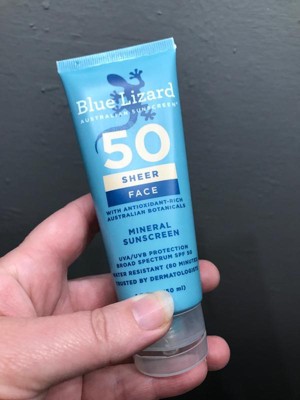 Blue Lizard
AUSTRALIAN SUNSCREEN
50
SHEER
FACE
WITH ANTIOXIDANT-RICH
AUSTRALIAN BOTANICALS
MINERAL
SUNSCREEN
UVA/UVB PROTECTION
BROAD SPECTRUM SPF 50
WATER RESISTANT (80 MINUTES)
TRUSTED BY DERMATOLOGISTS